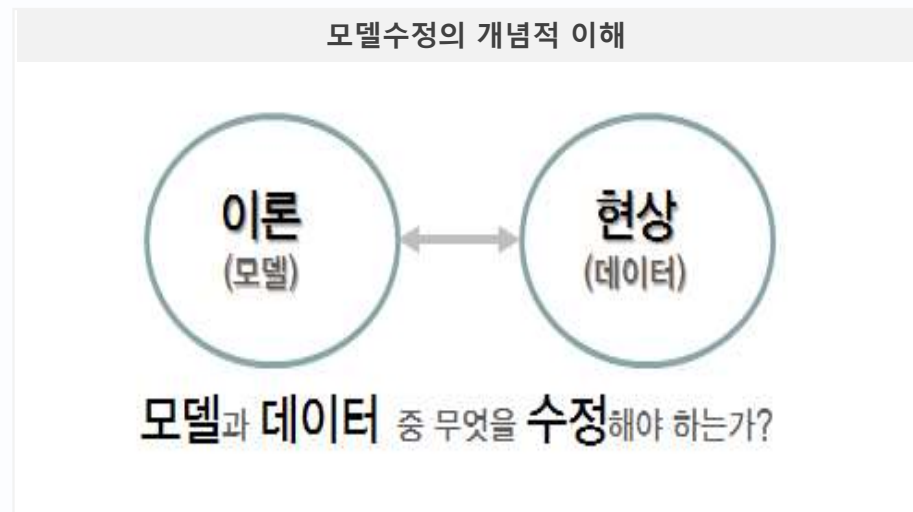 모델수정의 개념적 이해
이론
(모델)
현상
(데이터)
모델과 데이터 중 무엇을 수정해야 하는가?